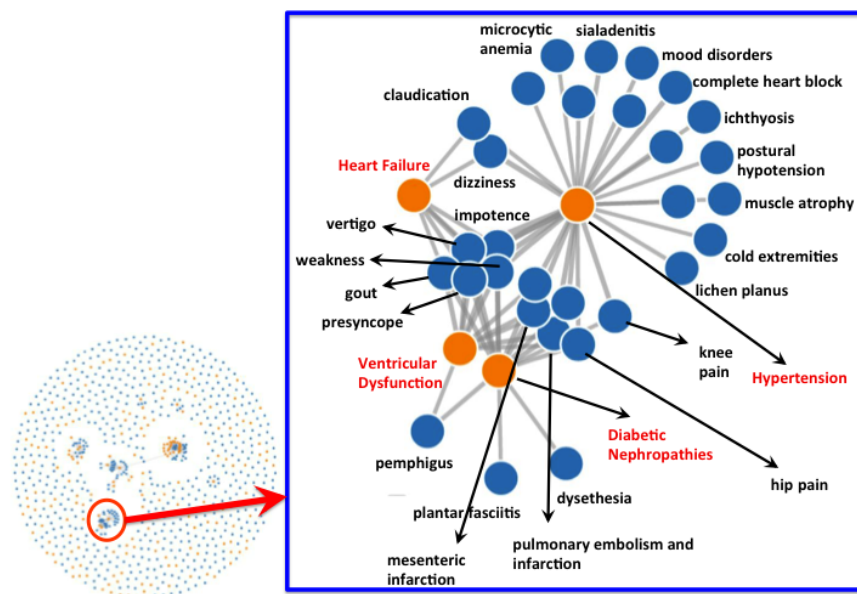 microcytic
anemia
sialadenitis
mood disorders
complete heart block
claudication
ichthyosis
Heart Failure
postural
hypotension
dizziness
muscle atrophy
impotence
vertigo
weakness
cold extremities
gout
lichen planus
presyncope
knee
pain
Ventricular
Dysfunction
Hypertension
Diabetic
Nephropathies
pemphigus
hip pain
dysethesia
plantar fasciitis
pulmonary embolism and
infarction
mesenteric
infarction